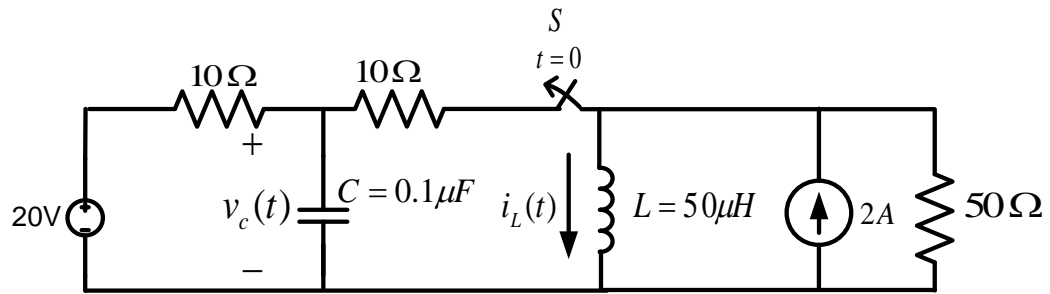 S
t = 0
10Ω
10Ω
+
20V
v_c(t)
C = 0.1μF
i_L(t)
L = 50μH
2A
50Ω
−